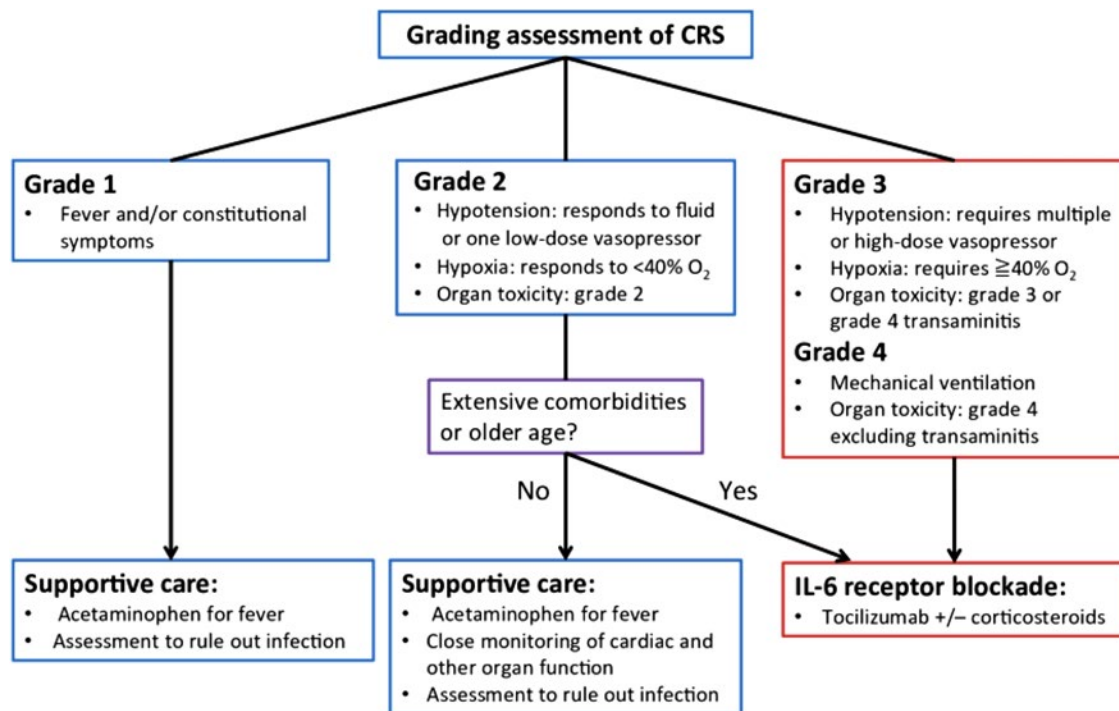 Grading assessment of CRS
Grade 1
• Fever and/or constitutional
symptoms
Grade 2
• Hypotension: responds to fluid
or one low-dose vasopressor
• Hypoxia: responds to <40% O₂
• Organ toxicity: grade 2
Grade 3
• Hypotension: requires multiple
or high-dose vasopressor
• Hypoxia: requires ≧40% O₂
• Organ toxicity: grade 3 or
grade 4 transaminitis
Grade 4
• Mechanical ventilation
• Organ toxicity: grade 4
excluding transaminitis
Extensive comorbidities
or older age?
No
Yes
Supportive care:
• Acetaminophen for fever
• Assessment to rule out infection
Supportive care:
• Acetaminophen for fever
• Close monitoring of cardiac and
other organ function
• Assessment to rule out infection
IL-6 receptor blockade:
• Tocilizumab +/– corticosteroids